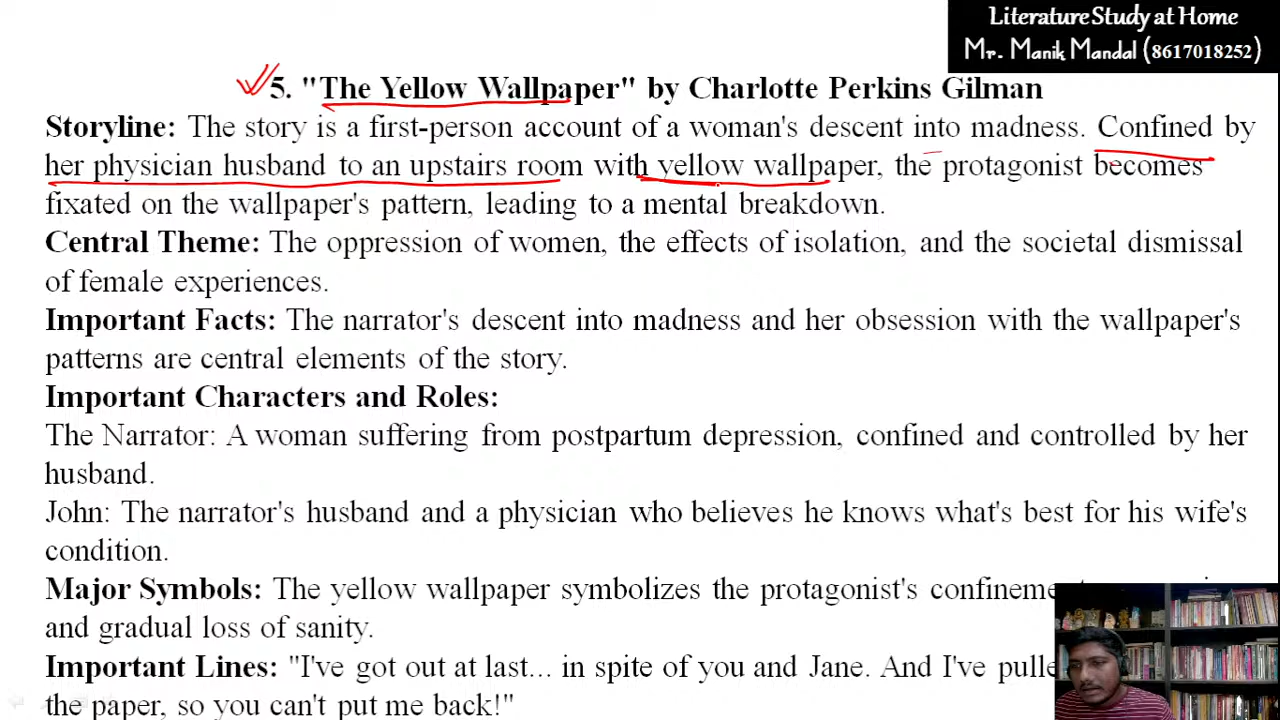 Literature Study at Home
Mr. Manik Mandal (8617018252)
5. "The Yellow Wallpaper" by Charlotte Perkins Gilman
Storyline: The story is a first-person account of a woman's descent into madness. Confined by
her physician husband to an upstairs room with yellow wallpaper, the protagonist becomes
fixated on the wallpaper's pattern, leading to a mental breakdown.
Central Theme: The oppression of women, the effects of isolation, and the societal dismissal
of female experiences.
Important Facts: The narrator's descent into madness and her obsession with the wallpaper's
patterns are central elements of the story.
Important Characters and Roles:
The Narrator: A woman suffering from postpartum depression, confined and controlled by her
husband.
John: The narrator's husband and a physician who believes he knows what's best for his wife's
condition.
Major Symbols: The yellow wallpaper symbolizes the protagonist's
and gradual loss of sanity.
Important Lines: "I've got out at last... in spite of you and Jane. And I've
the paper, so you can't put me back!"